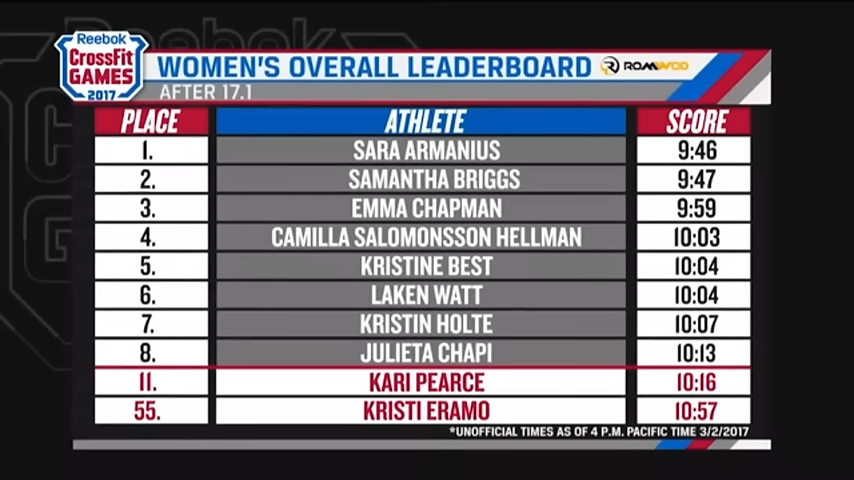 Reebok
CrossFit
GAMES
2017
WOMEN'S OVERALL LEADERBOARD ROMWOD
AFTER 17.1
PLACE ATHLETE SCORE
1. SARA ARMANIUS 9:46
2. SAMANTHA BRIGGS 9:47
3. EMMA CHAPMAN 9:59
4. CAMILLA SALOMONSSON HELLMAN 10:03
5. KRISTINE BEST 10:04
6. LAKEN WATT 10:04
7. KRISTIN HOLTE 10:07
8. JULIETA CHAPI 10:13
11. KARI PEARCE 10:16
55. KRISTI ERAMO 10:57
*UNOFFICIAL TIMES AS OF 4 P.M. PACIFIC TIME 3/2/2017